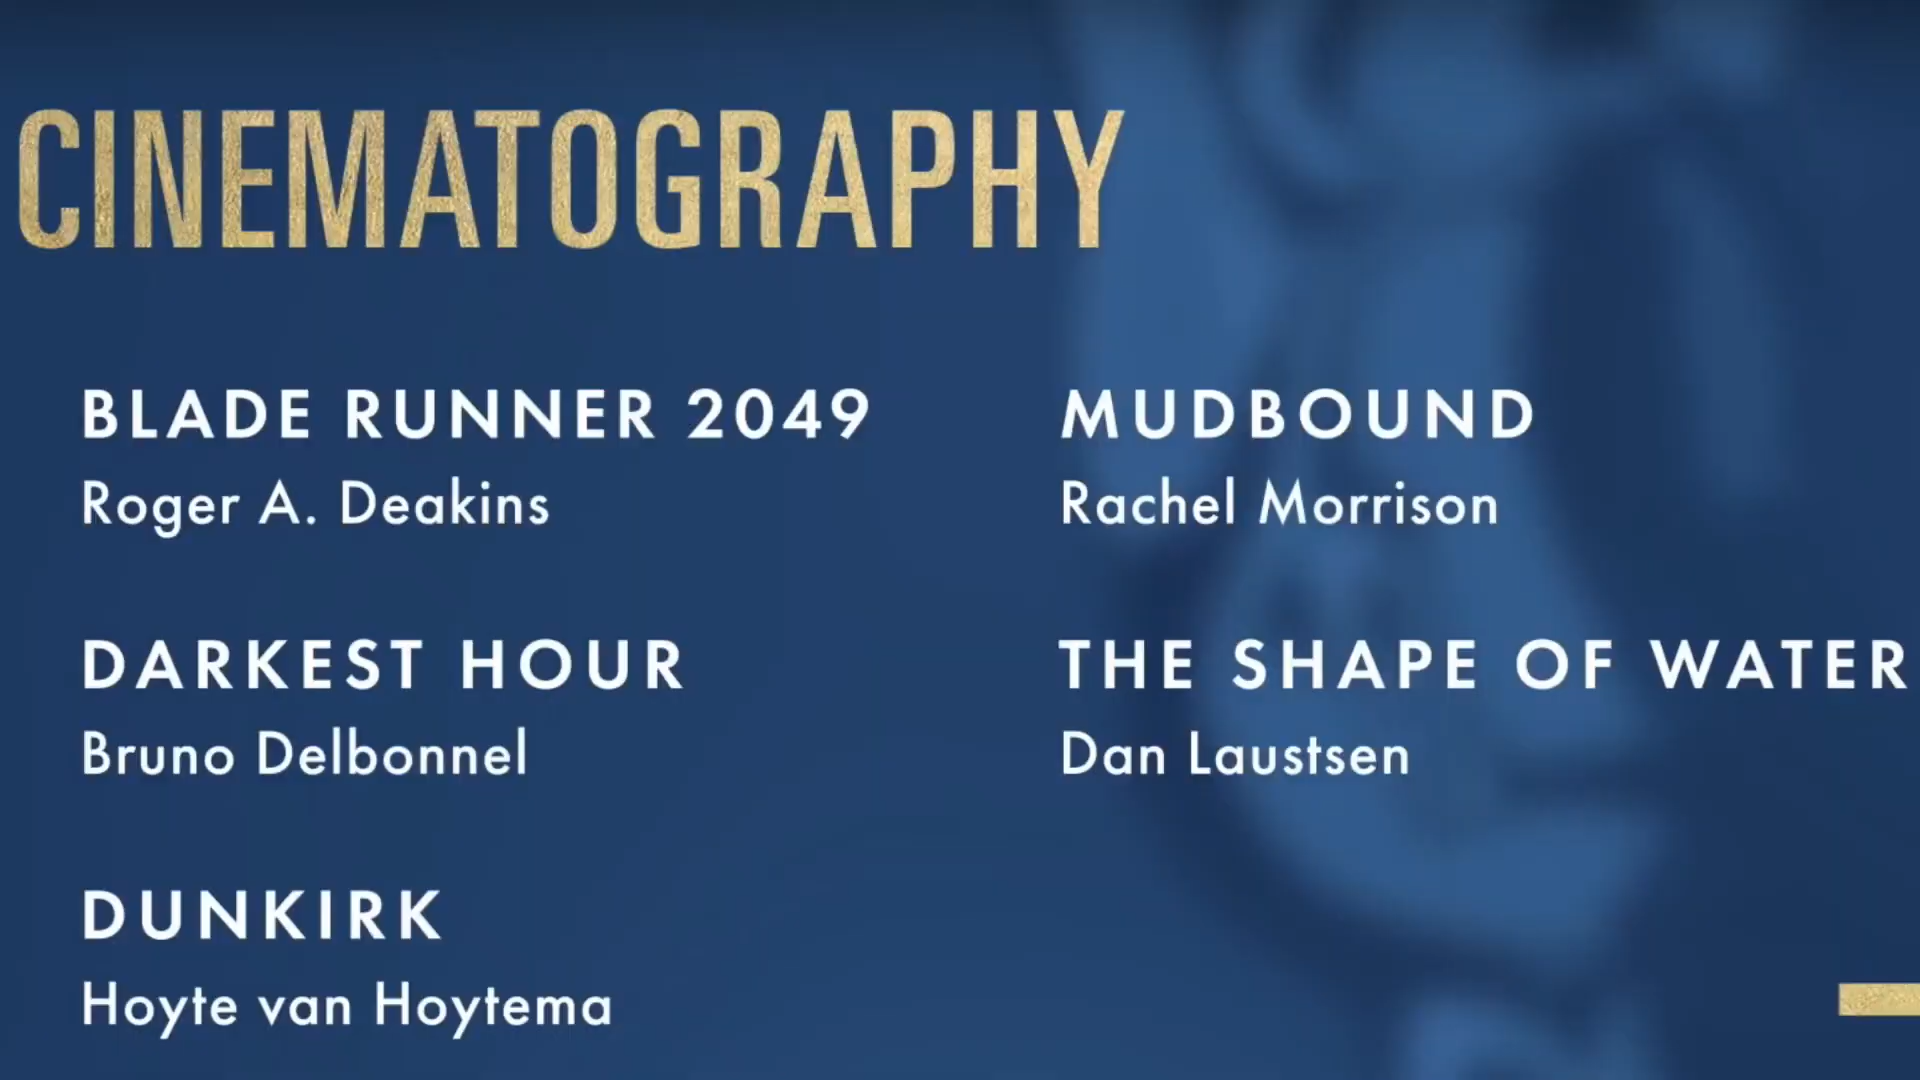 CINEMATOGRAPHY
BLADE RUNNER 2049
Roger A. Deakins
DARKEST HOUR
Bruno Delbonnel
DUNKIRK
Hoyte van Hoytema
MUDBOUND
Rachel Morrison
THE SHAPE OF WATER
Dan Laustsen